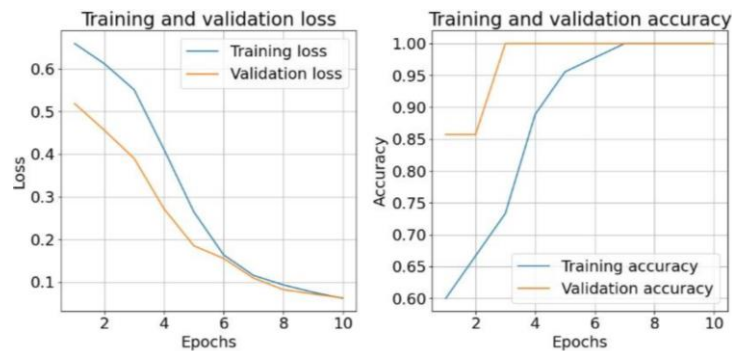 Training and validation loss
Training loss
Validation loss
0.6
0.5
0.4
0.3
0.2
0.1
Loss
2 4 6 8 10
Epochs
Training and validation accuracy
1.00
0.95
0.90
0.85
0.80
0.75
0.70
0.65
0.60
Accuracy
Training accuracy
Validation accuracy
2 4 6 8 10
Epochs